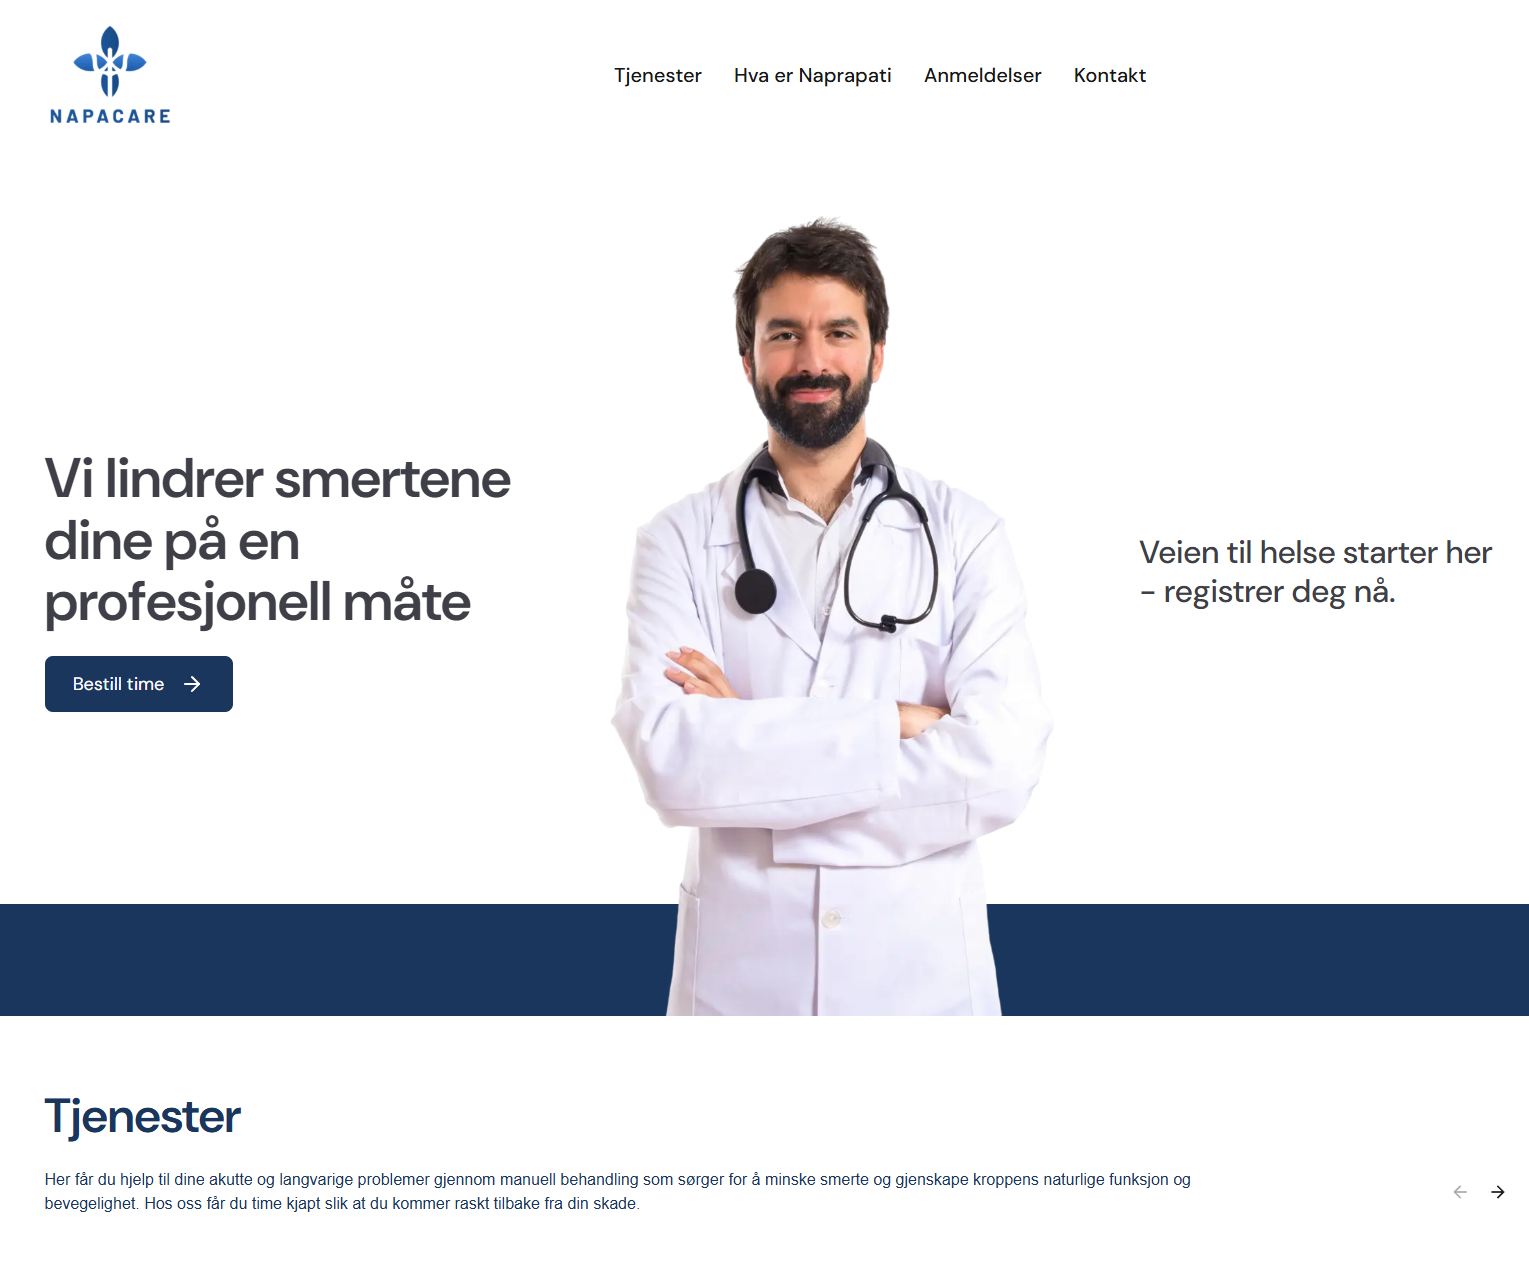 NAPACARE
Tjenester
Hva er Naprapati
Anmeldelser
Kontakt
Vi lindrer smertene
dine på en
profesjonell måte
Bestill time
Veien til helse starter her
- registrer deg nå.
Tjenester
Her får du hjelp til dine akutte og langvarige problemer gjennom manuell behandling som sørger for å minske smerte og gjenskape kroppens naturlige funksjon og
bevegelighet. Hos oss får du time kjapt slik at du kommer raskt tilbake fra din skade.